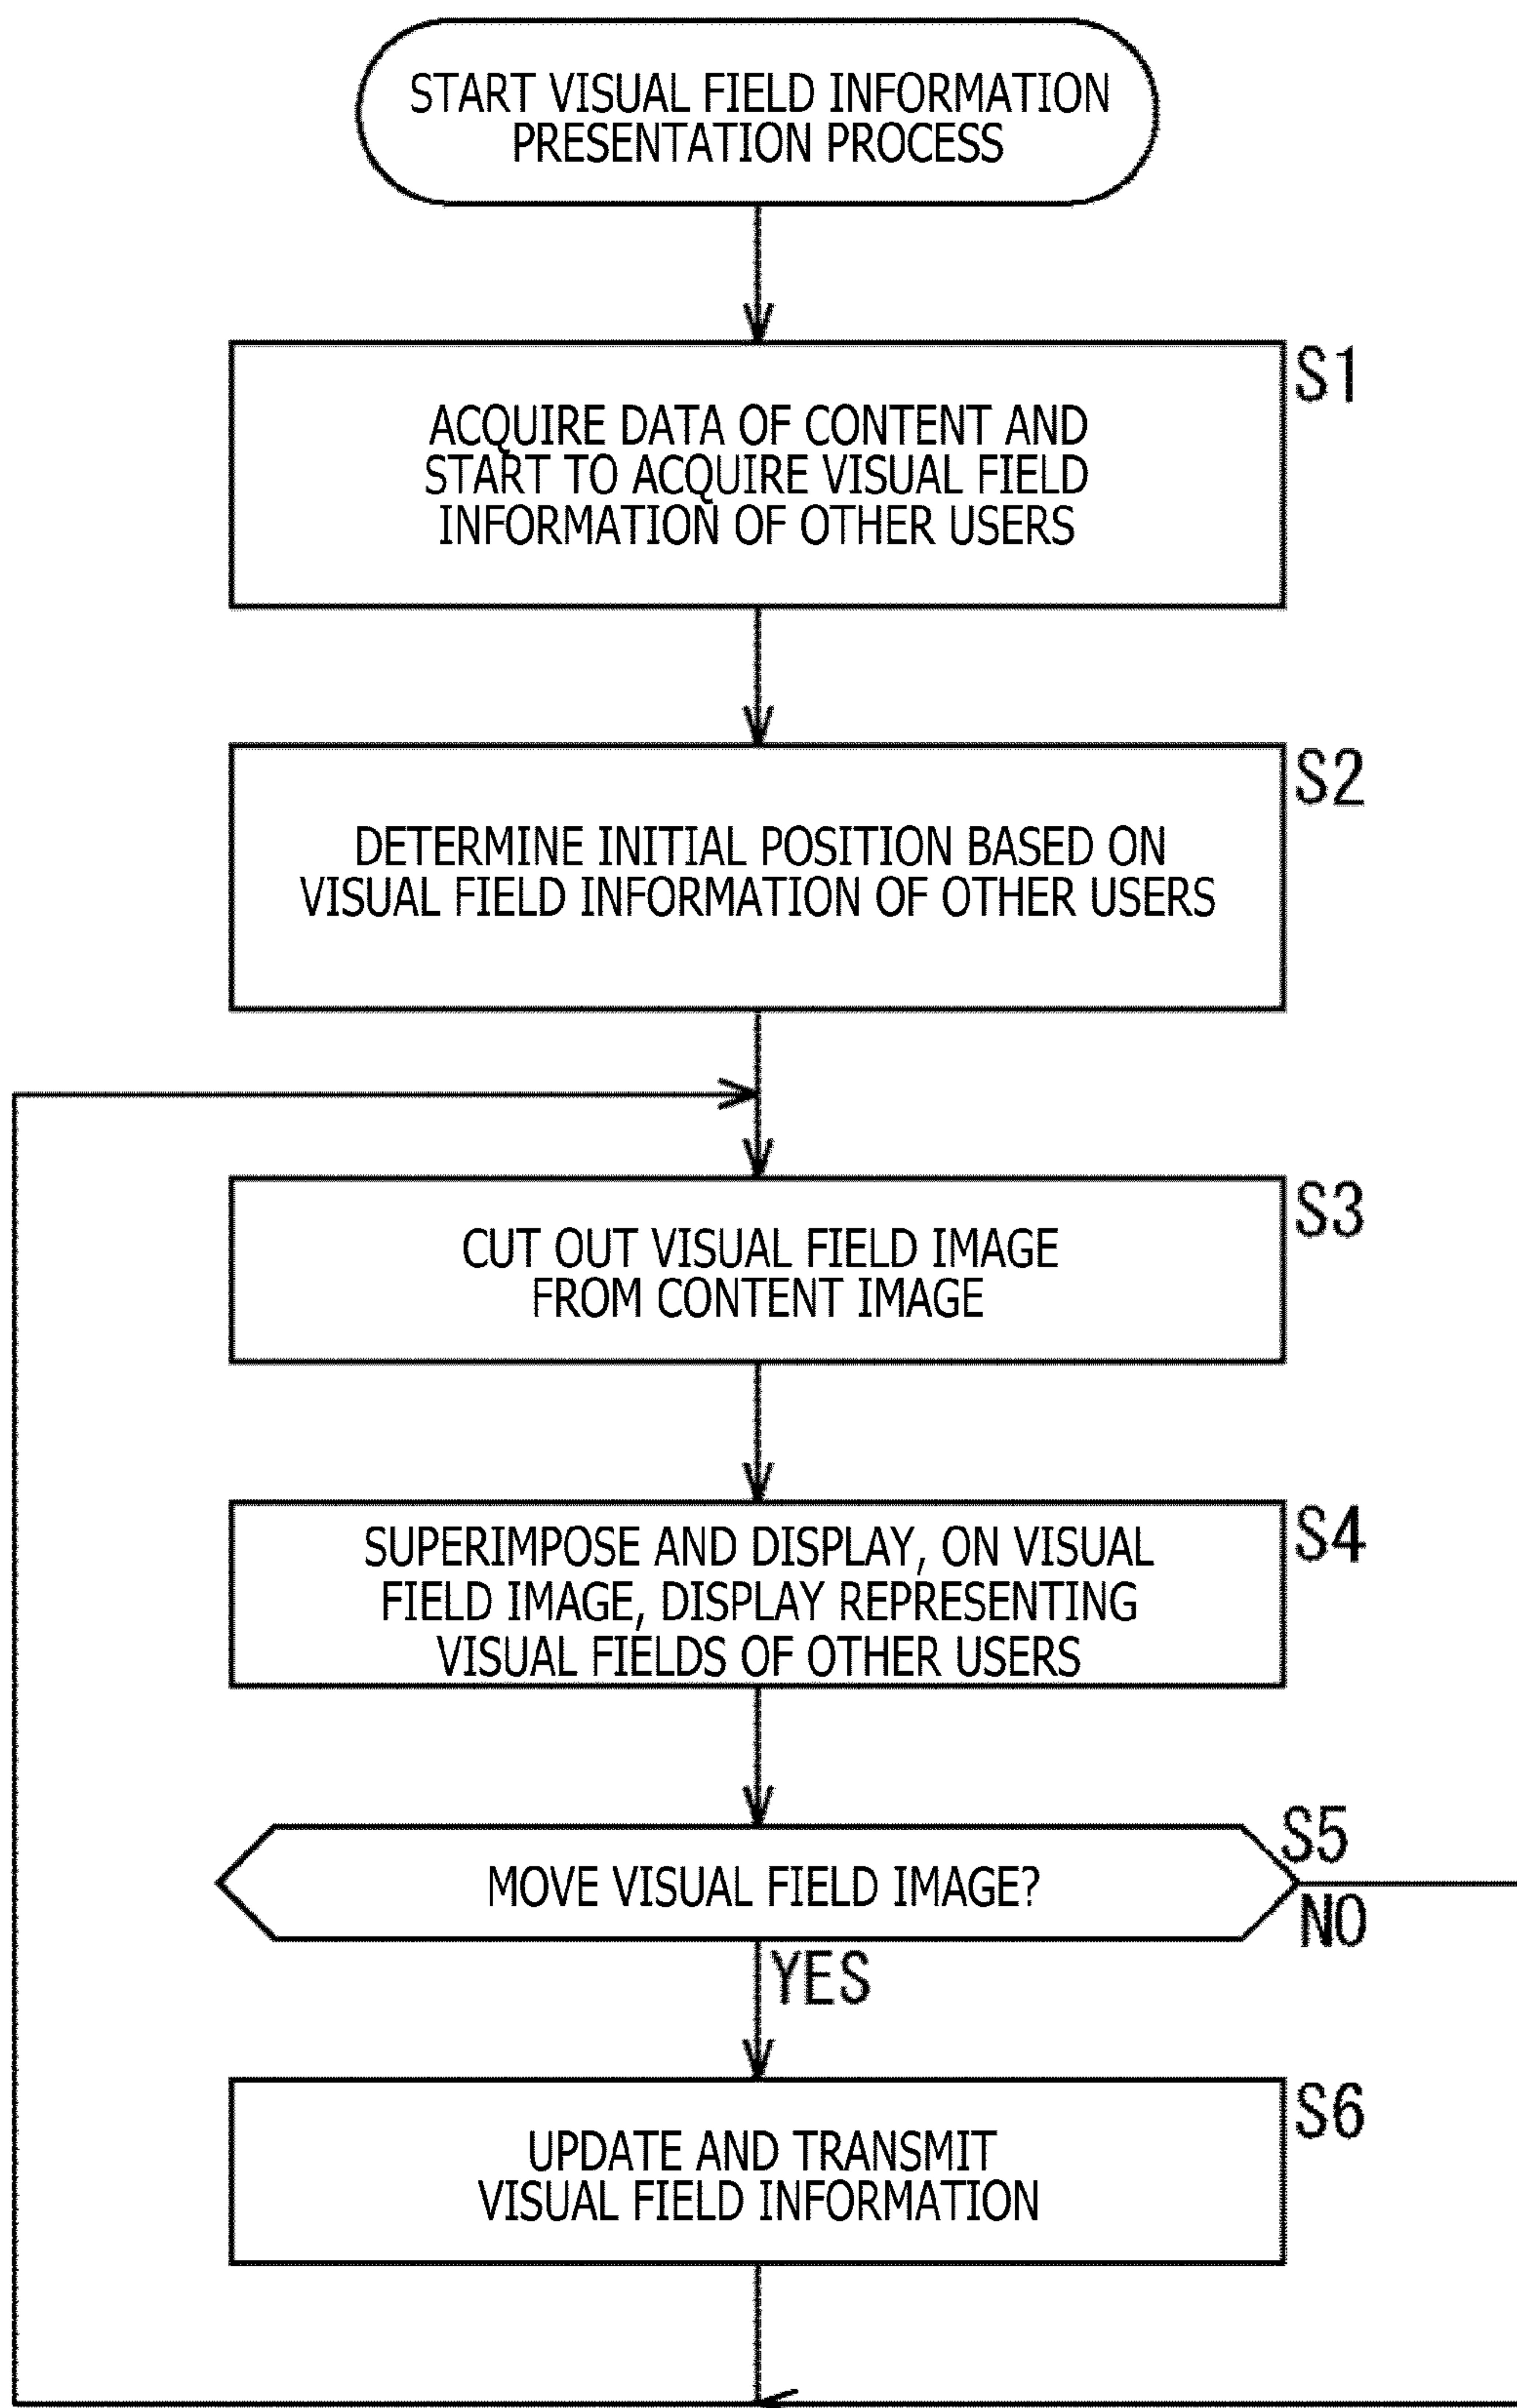 START VISUAL FIELD INFORMATION
PRESENTATION PROCESS
S1
ACQUIRE DATA OF CONTENT AND
START TO ACQUIRE VISUAL FIELD
INFORMATION OF OTHER USERS
S2
DETERMINE INITIAL POSITION BASED ON
VISUAL FIELD INFORMATION OF OTHER USERS
S3
CUT OUT VISUAL FIELD IMAGE
FROM CONTENT IMAGE
S4
SUPERIMPOSE AND DISPLAY, ON VISUAL
FIELD IMAGE, DISPLAY REPRESENTING
VISUAL FIELDS OF OTHER USERS
S5
MOVE VISUAL FIELD IMAGE?
NO
YES
S6
UPDATE AND TRANSMIT
VISUAL FIELD INFORMATION